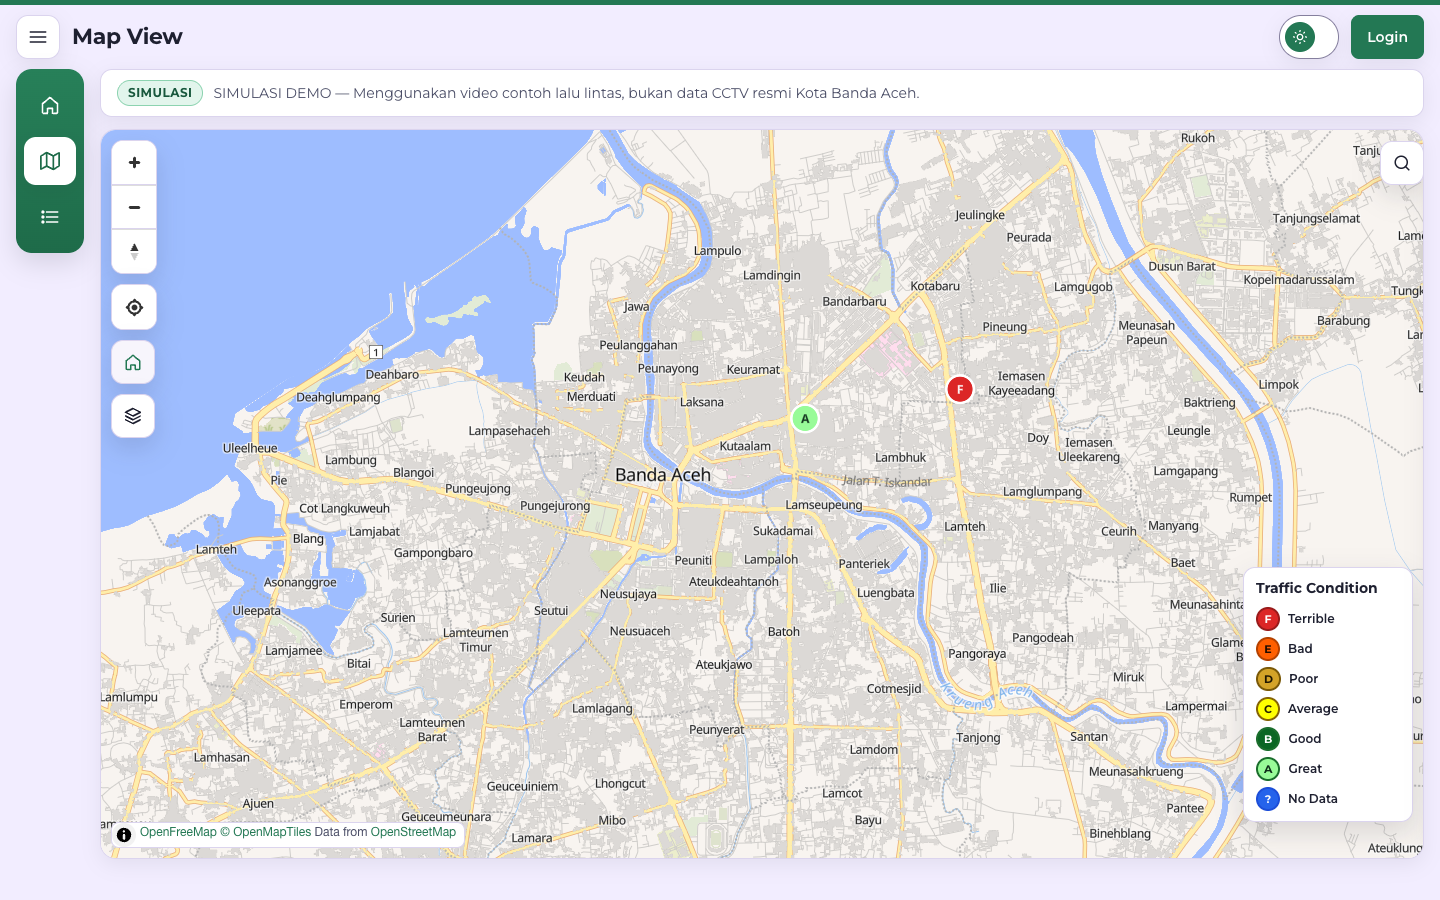 Map View
Login
SIMULASI
SIMULASI DEMO — Menggunakan video contoh lalu lintas, bukan data CCTV resmi Kota Banda Aceh.
Rukoh
Jeulingke
Tanjungselamat
Peurada
Lampulo
Lamdingin
Dusun Barat
Kopelmadarussalam
Kotabaru
Lamgugob
Bandarbaru
Jawa
Barabung
Pineung
Meunasah
Papeun
Peulanggahan
1
Peunayong
Keuramat
Deahbaro
Keudah
Iemasen
Kayeeadang
Limpok
F
Deahglumpang
Merduati
Laksana
Baktrieng
A
Lampasehaceh
Leungle
Doy
Iemasen
Uleekareng
Uleelheue
Kutaalam
Lambung
Lambhuk
Blangoi
Lamgapang
Banda Aceh
Pie
Jalan T. Iskandar
Pungeujong
Lamglumpang
Rumpet
Cot Langkuweuh
Pungejurong
Lamseupeung
Lamjabat
Sukadamai
Lamteh
Ceurih
Manyang
Blang
Lamteh
Gampongbaro
Peuniti
Lampaloh
Panteriek
Baet
Asonanggroe
Ateukdeahtanoh
Neusujaya
Luengbata
Ilie
Uleepata
Seutui
Surien
Lamteumen
Timur
Neusuaceh
Batoh
Pangodeah
Lamjamee
Bitai
Ateukjawo
Pangoraya
Miruk
Cotmesjid
Krueng Aceh
Lamlumpu
Emperom
Lamlagang
Lampermai
Lamteumen
Barat
Peunyerat
Tanjong
Santan
Lamdom
Lamhasan
Meunasahkrueng
Geuceuiniem
Lhongcut
Lamcot
Ajuen
Pantee
Geuceumeunara
Mibo
Bayu
Binehblang
Lamara
Traffic Condition
F Terrible
E Bad
D Poor
C Average
B Good
A Great
? No Data
OpenFreeMap © OpenMapTiles Data from OpenStreetMap